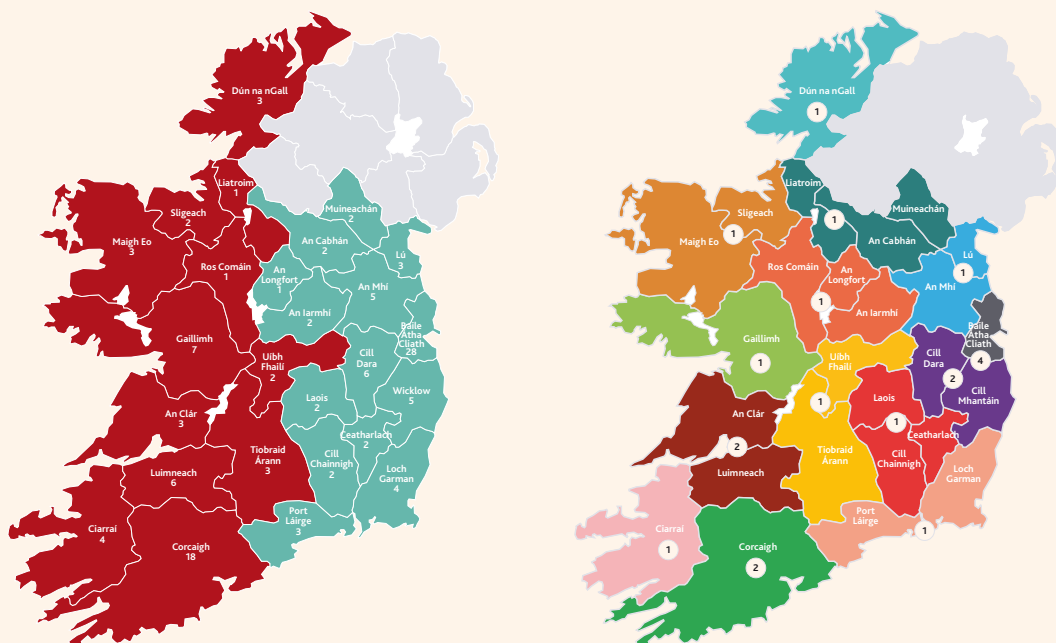 Dún na nGall
3
Liatroim
1
Sligeach
2
Maigh Eo
3
Ros Comáin
1
Muineachán
2
An Cabhán
2
Lú
3
An
Longfort
1
An Mhí
5
An Iarmhí
2
Baile
Átha
Cliath
28
Gaillimh
7
Uíbh
Fhailí
2
Cill
Dara
6
Wicklow
5
Laois
2
An Clár
3
Ceatharlach
2
Tiobraid
Árann
3
Cill
Chainnigh
2
Loch
Garman
4
Luimneach
6
Port
Láirge
3
Ciarraí
4
Corcaigh
18
Dún na nGall
1
Liatroim
Muineachán
1
An Cabhán
Sligeach
1
Maigh Eo
Ros Comáin
An
Longfort
1
An Iarmhí
Lú
1
An Mhí
Baile
Átha
Cliath
4
Gaillimh
1
Uíbh
Fhailí
1
Tiobraid
Árann
Cill
Dara
2
Cill
Mhantáin
Laois
1
Ceatharlach
Cill
Chainnigh
An Clár
2
Luimneach
Loch
Garman
Port
Láirge
1
Ciarraí
1
Corcaigh
2